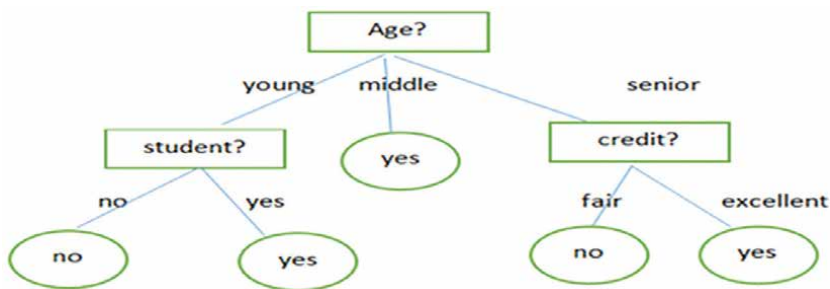 Age?
young middle senior
student? yes credit?
no yes fair excellent
no yes no yes